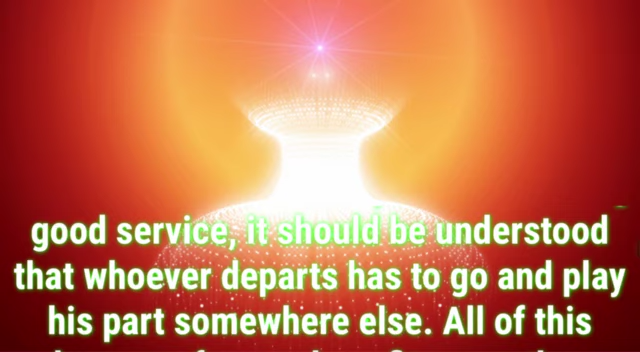 good service, it should be understood
that whoever departs has to go and play
his part somewhere else. All of this